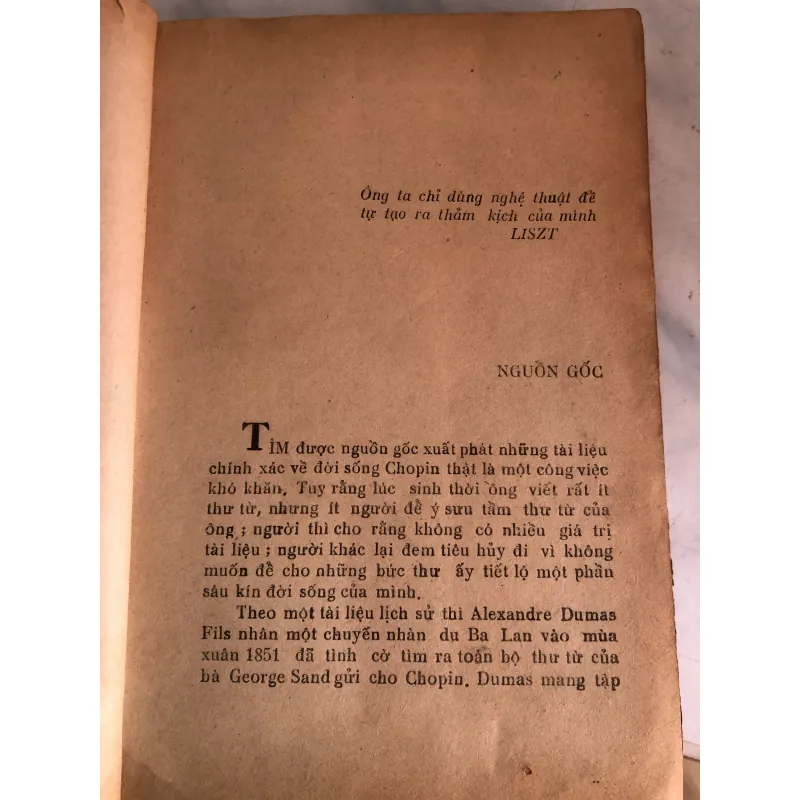 Ông ta chỉ dùng nghệ thuật để
tự tạo ra thảm kịch của mình
LISZT
NGUỒN GỐC
TÌM được nguồn gốc xuất phát những tài liệu
chinh xác về đời sống Chopin thật là một công việc
khó khăn. Tuy rằng lúc sinh thời ông viết rất ít
thư từ, nhưng ít người để ý sưu tầm thư từ của
ông ; người thì cho rằng không có nhiều giá trị
tài liệu ; người khác lại đem tiêu hủy đi vì không
muốn để cho những bức thư ấy tiết lộ một phần
sâu kín đời sống của mình.
Theo một tài liệu lịch sử thì Alexandre Dumas
Fils nhân một chuyến nhàn du Ba Lan vào mùa
xuân 1851 đã tình cờ tìm ra toàn bộ thư từ của
bà George Sand gửi cho Chopin. Dumas mang tập